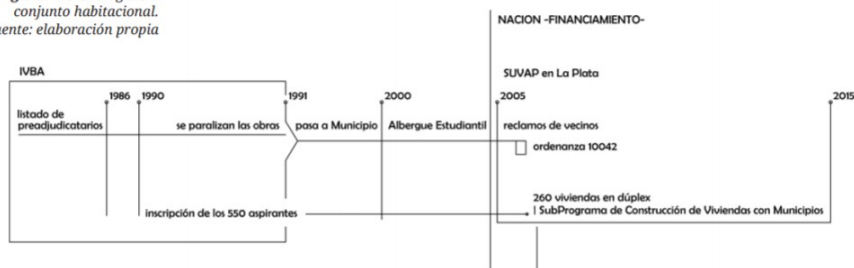 conjunto habitacional.
ente: elaboración propia
NACION -FINANCIAMIENTO-
IVBA
SUVAP en La Plata
1986
1990
1991
2000
2005
2015
listado de
preadjudicatarios
se paralizan las obras
pasa a Municipio
Albergue Estudiantil
reclamos de vecinos
ordenanza 10042
260 viviendas en dúplex
SubPrograma de Construcción de Viviendas con Municipios
inscripción de los 550 aspirantes